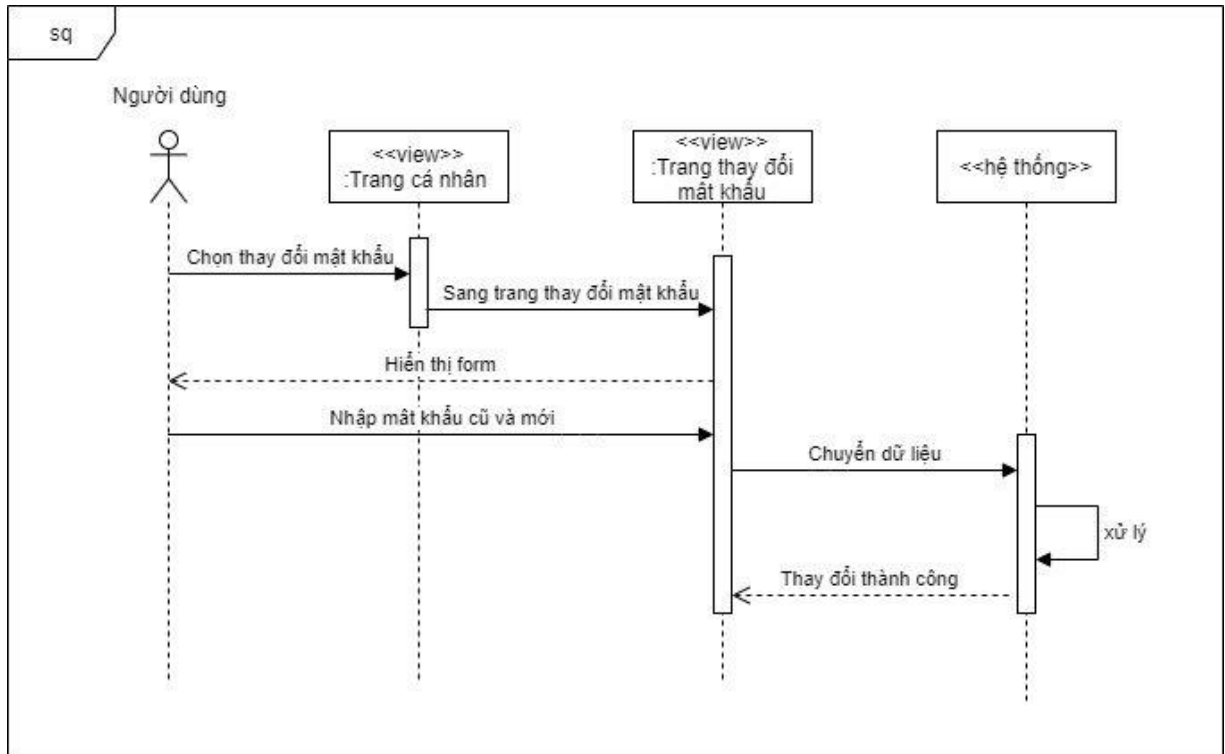 sq
Người dùng
<<view>>
:Trang cá nhân
<<view>>
:Trang thay đổi
mât khẩu
<<hệ thống>>
Chọn thay đổi mật khẩu
Sang trang thay đổi mật khẩu
Hiển thị form
Nhập mât khẩu cũ và mới
Chuyển dữ liệu
xử lý
Thay đổi thành công